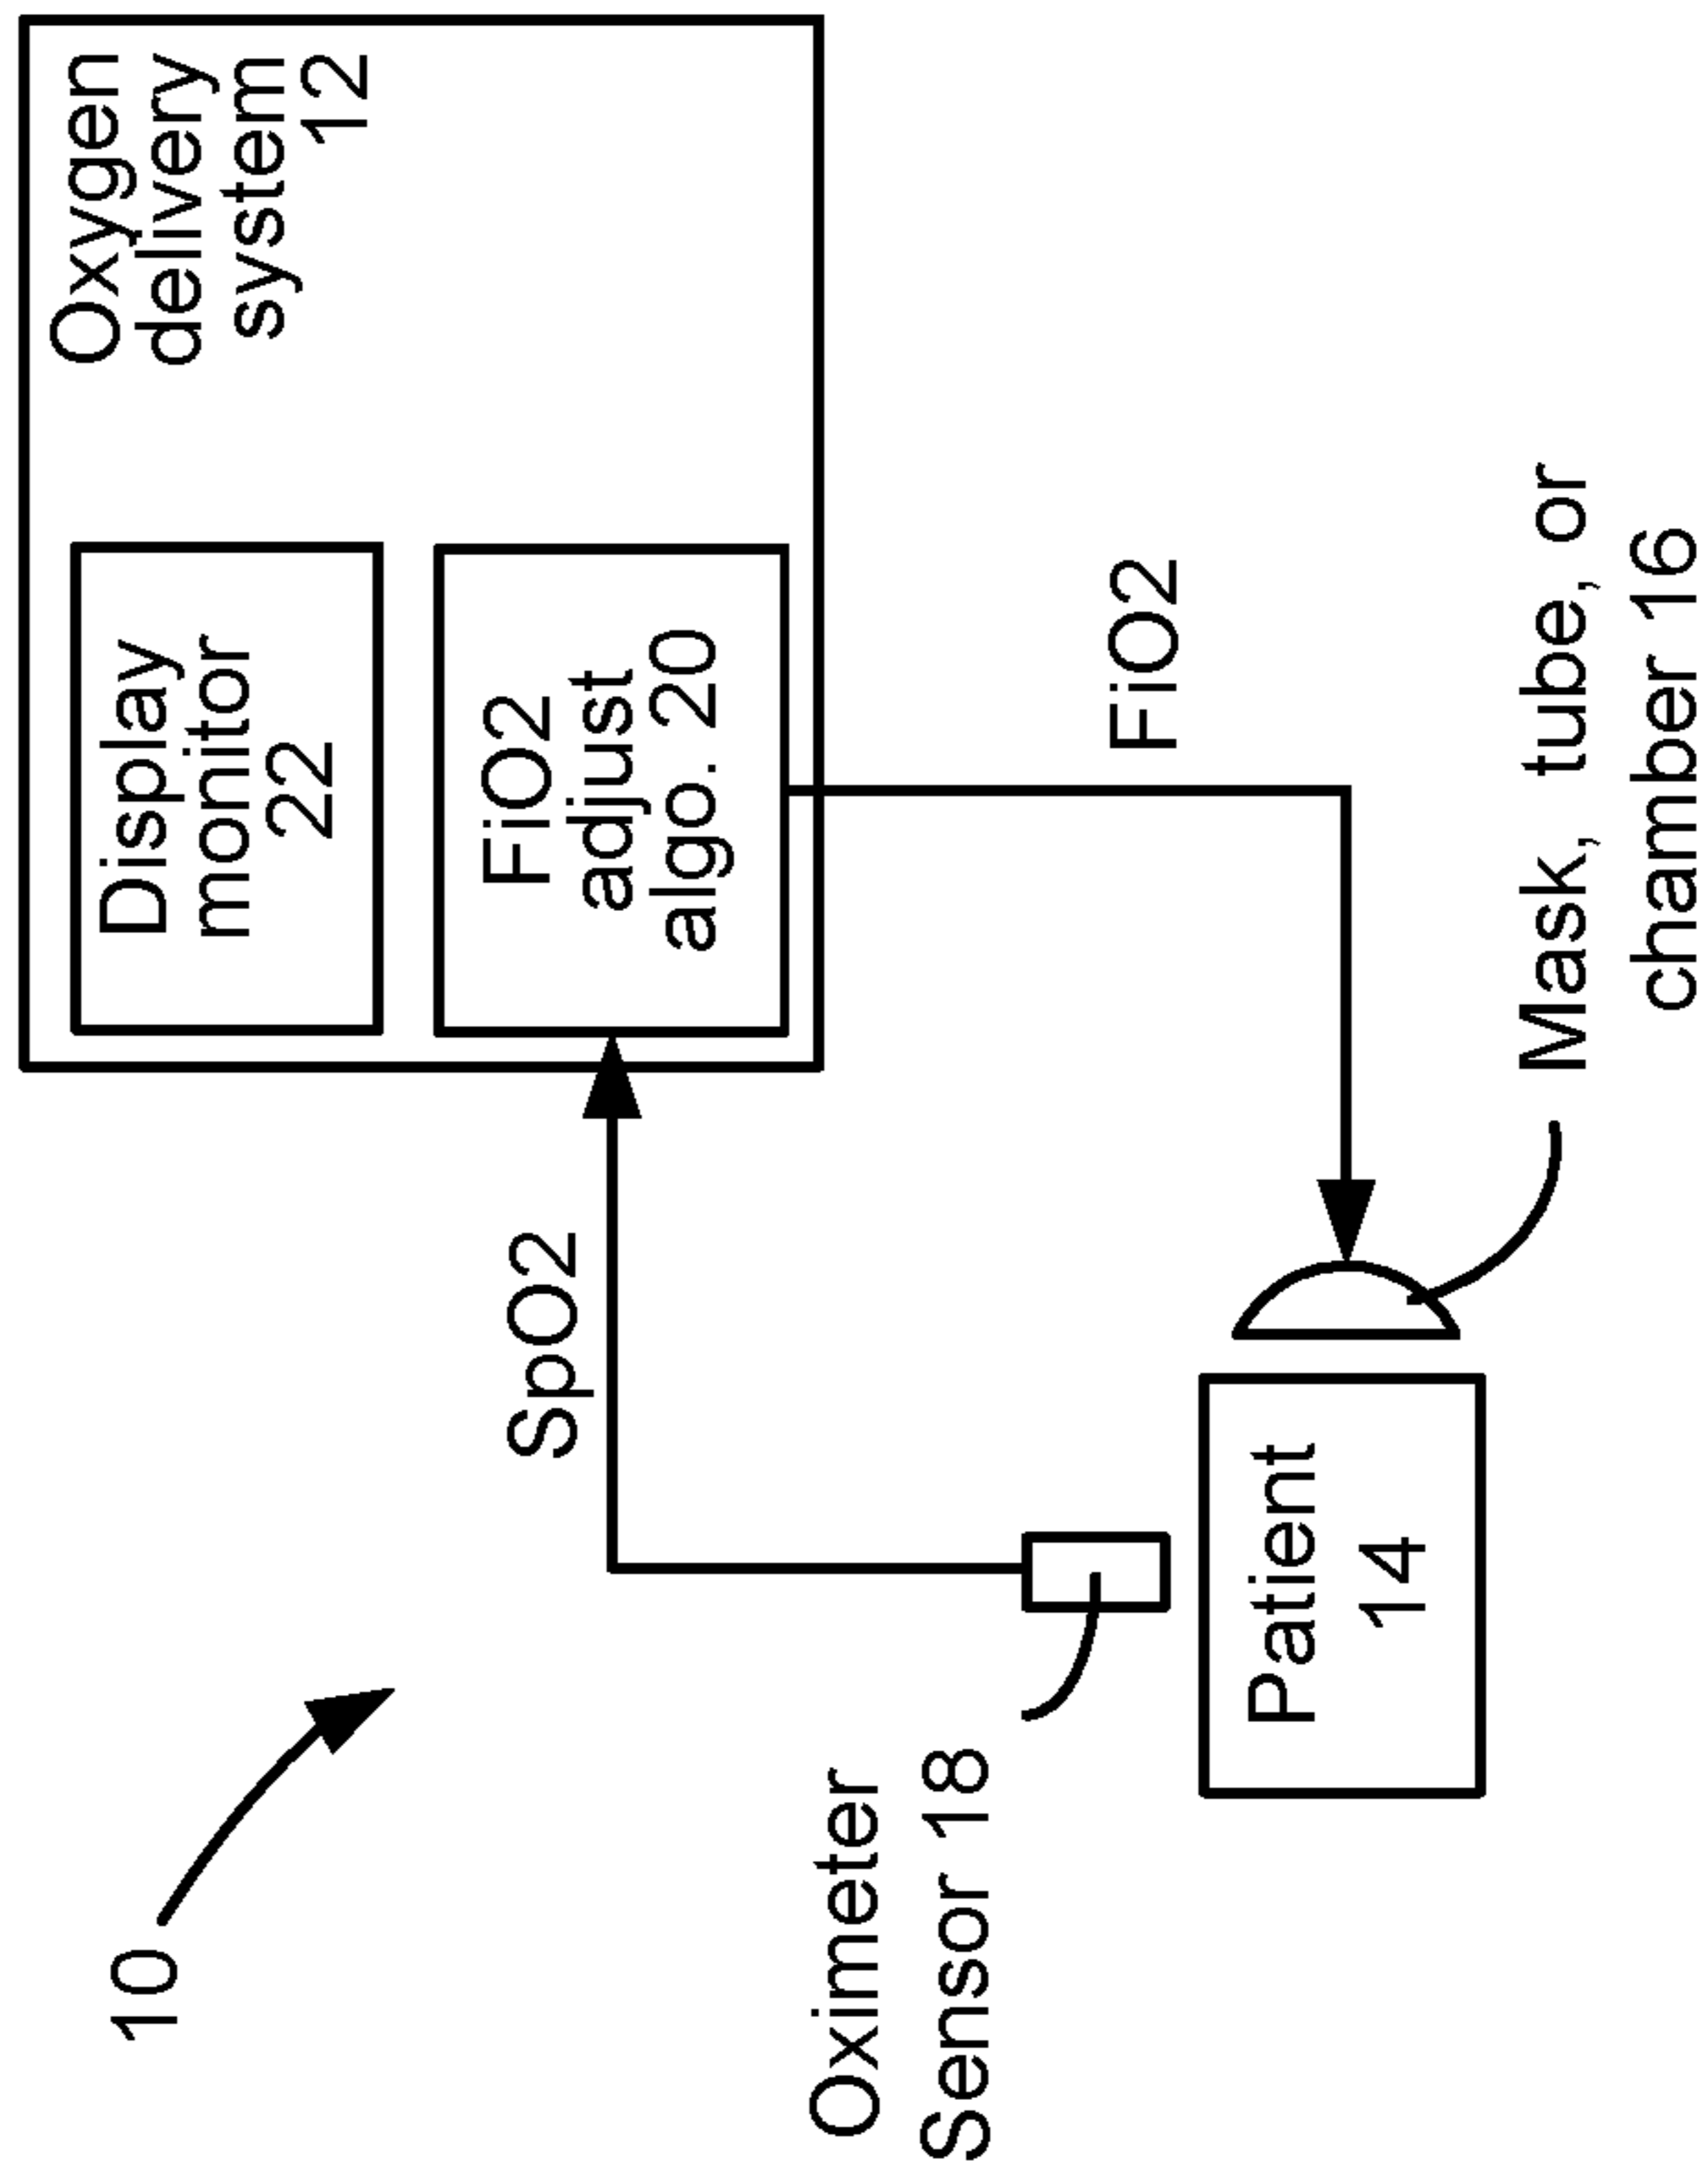 10
Oxygen
delivery
system
12
Display
monitor
22
FiO2
adjust
algo. 20
SpO2
FiO2
Oximeter
Sensor 18
Patient
14
Mask, tube, or
chamber 16